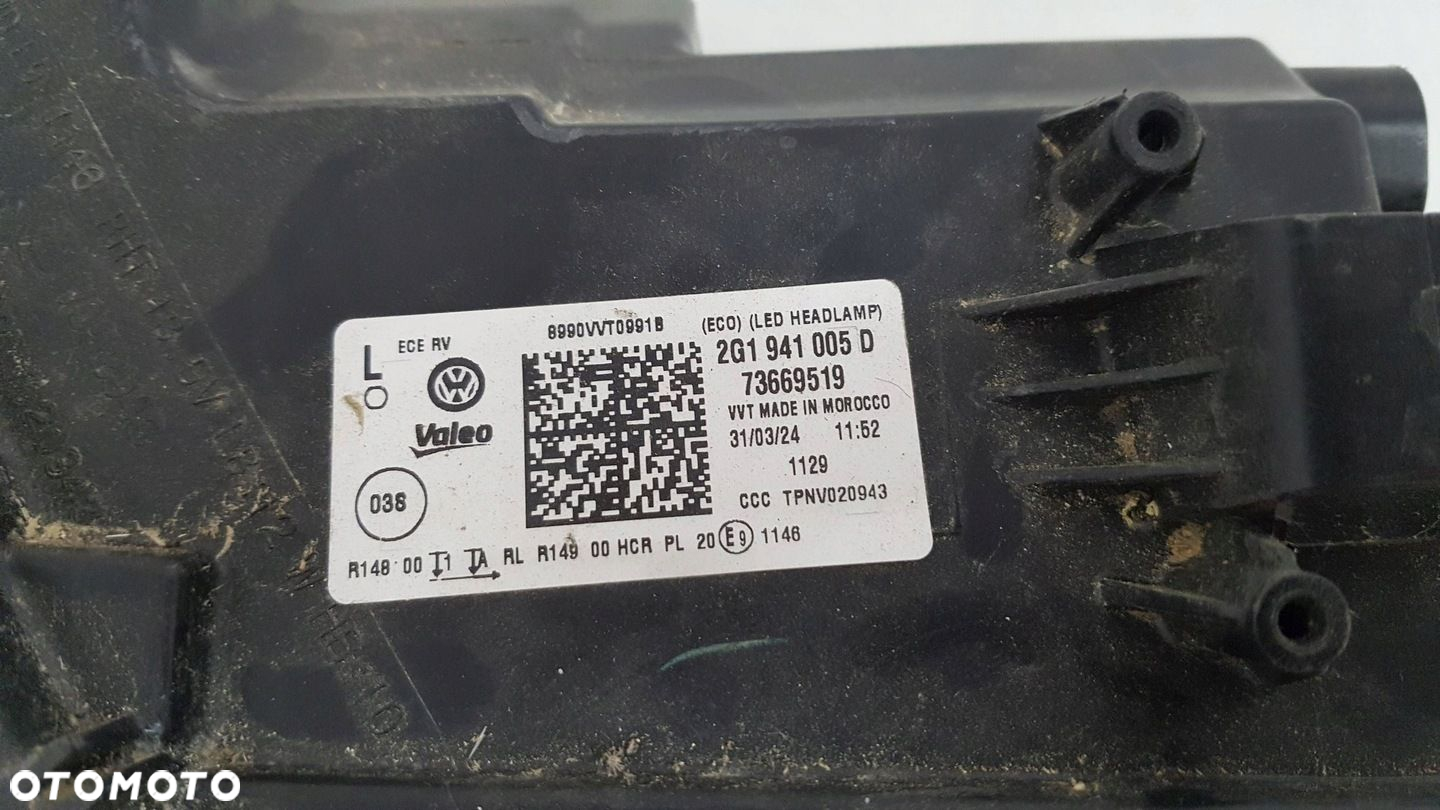 8990VVT0991B
(ECO) (LED HEADLAMP)
L
ECE RV
2G1 941 005 D
73669519
VW
Valeo
VVT MADE IN MOROCCO
31/03/24 11:52
1129
038
CCC TPNV020943
R148 00 T1 TA RL R149 00 HCR PL 20 E9 1146
OTOMOTO